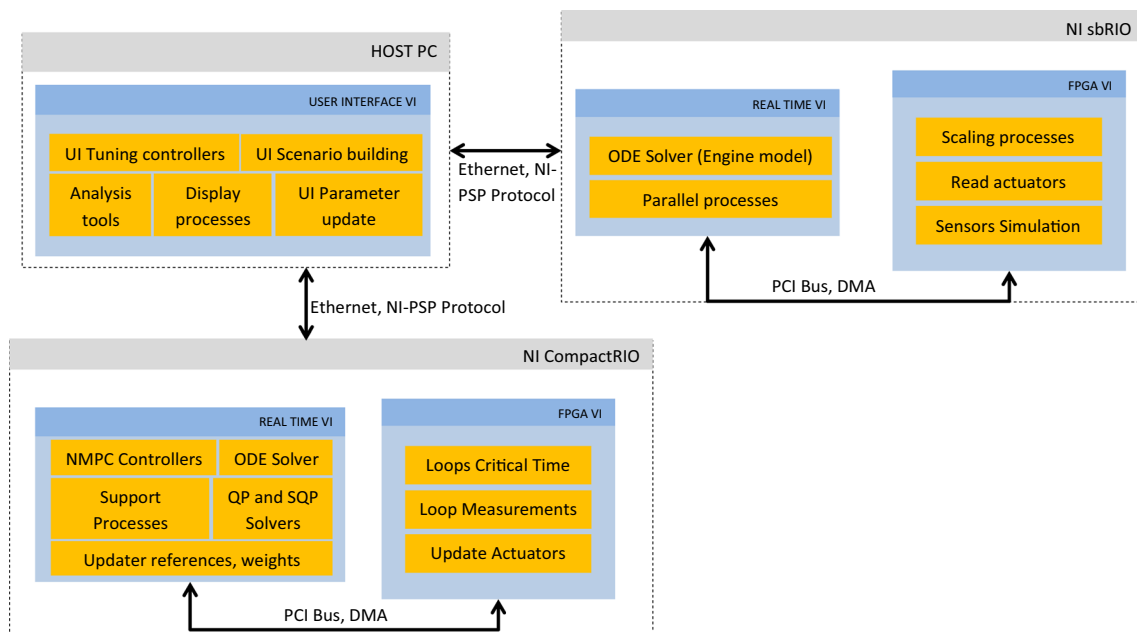 HOST PC
USER INTERFACE VI
UI Tuning controllers
UI Scenario building
Analysis
tools
Display
processes
UI Parameter
update
Ethernet, NI-
PSP Protocol
NI sbRIO
REAL TIME VI
ODE Solver (Engine model)
Parallel processes
FPGA VI
Scaling processes
Read actuators
Sensors Simulation
PCI Bus, DMA
Ethernet, NI-PSP Protocol
NI CompactRIO
REAL TIME VI
NMPC Controllers
ODE Solver
Support
Processes
QP and SQP
Solvers
Updater references, weights
FPGA VI
Loops Critical Time
Loop Measurements
Update Actuators
PCI Bus, DMA